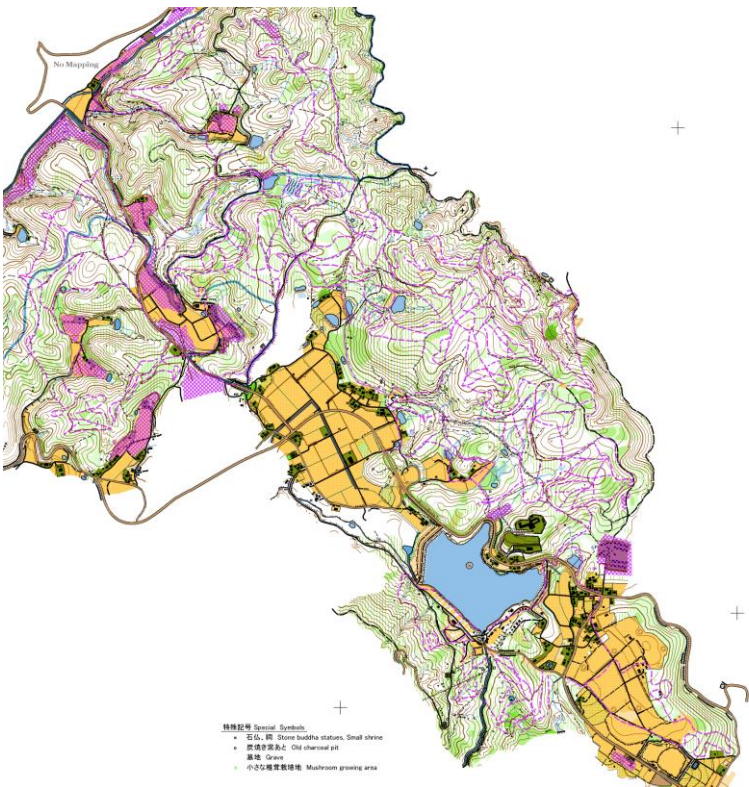 No Mapping
特殊記号 Special Symbols
石仏、祠 Stone buddha statues, Small shrine
炭焼き窯あと Old charcoal pit
墓地 Grave
小さな椎茸栽培地 Mushroom growing area